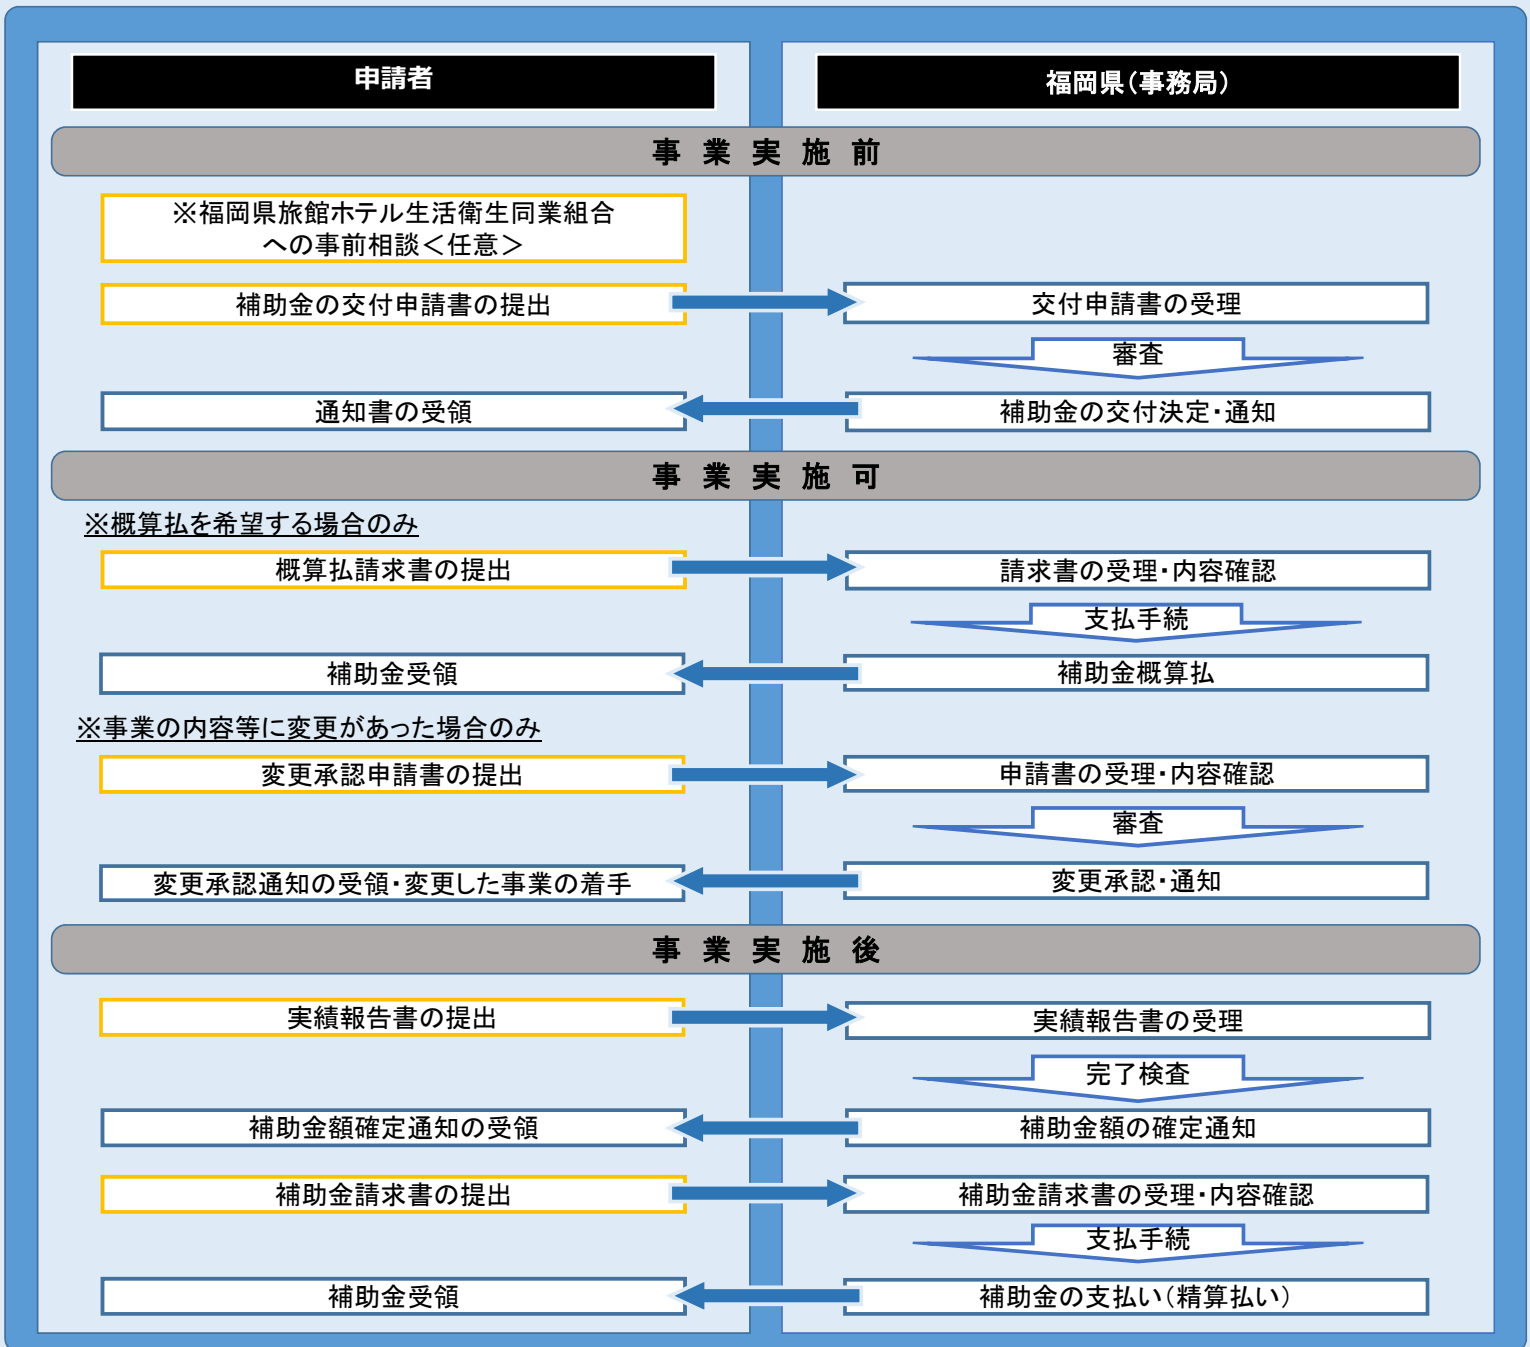 申請者
福岡県（事務局）
事業実施前
※福岡県旅館ホテル生活衛生同業組合
への事前相談＜任意＞
補助金の交付申請書の提出
交付申請書の受理
審査
通知書の受領
補助金の交付決定・通知
事業実施可
※概算払を希望する場合のみ
概算払請求書の提出
請求書の受理・内容確認
支払手続
補助金受領
補助金概算払
※事業の内容等に変更があった場合のみ
変更承認申請書の提出
申請書の受理・内容確認
審査
変更承認通知の受領・変更した事業の着手
変更承認・通知
事業実施後
実績報告書の提出
実績報告書の受理
完了検査
補助金額確定通知の受領
補助金額の確定通知
補助金請求書の提出
補助金請求書の受理・内容確認
支払手続
補助金受領
補助金の支払い（精算払い）